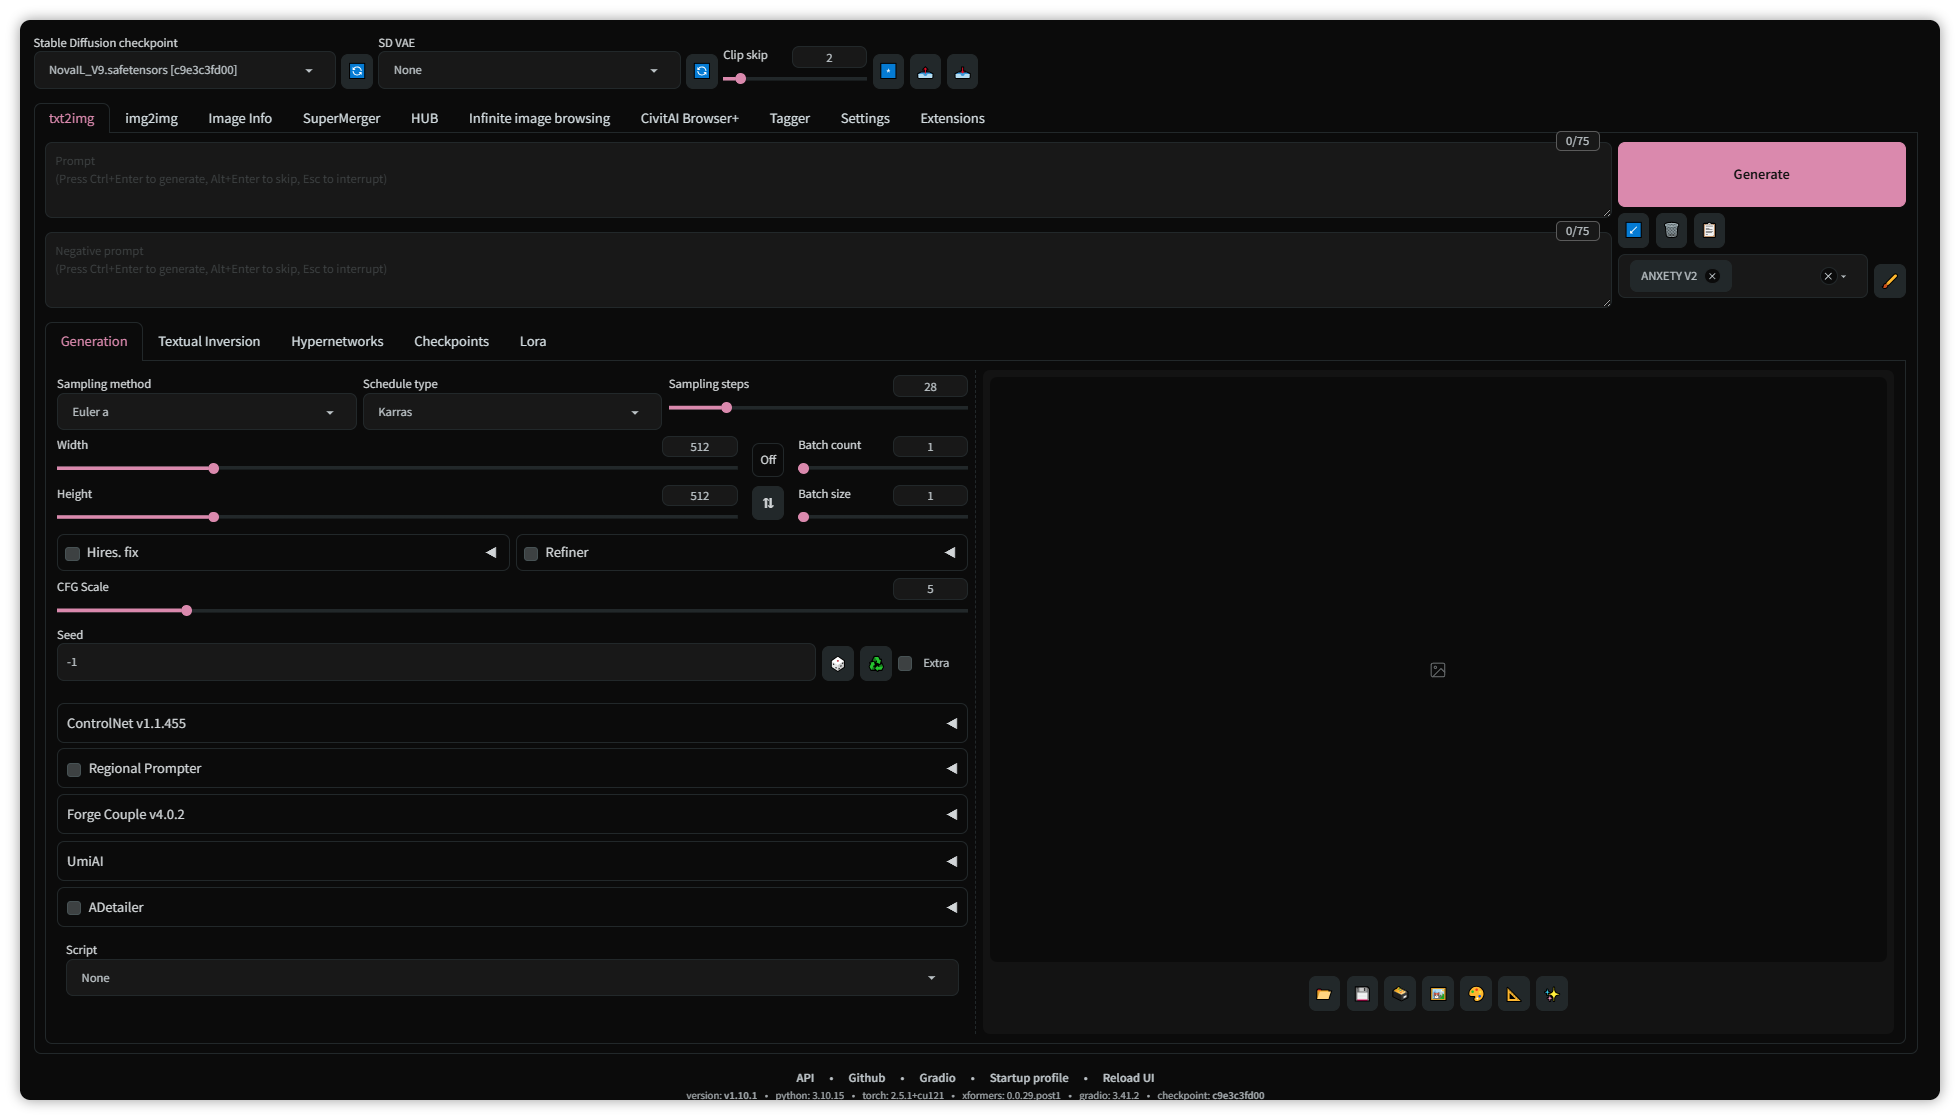 Stable Diffusion checkpoint
NovaIL_V9.safetensors [c9e3c3fd00]
SD VAE
None
Clip skip
2
txt2img
img2img
Image Info
SuperMerger
HUB
Infinite image browsing
CivitAI Browser+
Tagger
Settings
Extensions
0/75
Prompt
(Press Ctrl+Enter to generate, Alt+Enter to skip, Esc to interrupt)
Generate
0/75
Negative prompt
(Press Ctrl+Enter to generate, Alt+Enter to skip, Esc to interrupt)
ANXETY V2
Generation
Textual Inversion
Hypernetworks
Checkpoints
Lora
Sampling method
Euler a
Schedule type
Karras
Sampling steps
28
Width
512
Off
Batch count
1
Height
512
Batch size
1
Hires. fix
Refiner
CFG Scale
5
Seed
-1
Extra
ControlNet v1.1.455
Regional Prompter
Forge Couple v4.0.2
UmiAI
ADetailer
Script
None
API • Github • Gradio • Startup profile • Reload UI
version: v1.10.1 • python: 3.10.15 • torch: 2.5.1+cu121 • xformers: 0.0.29.post1 • gradio: 3.41.2 • checkpoint: c9e3c3fd00